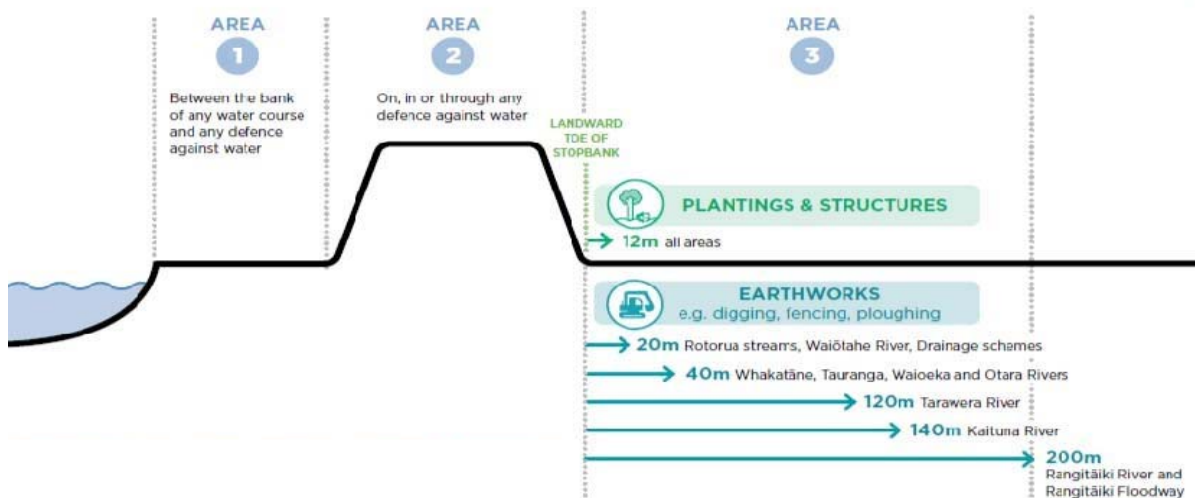 AREA
1
Between the bank
of any water course
and any defence
against water
AREA
2
On, in or through any
defence against water
AREA
3
LANDWARD
TOE OF
STOPBANK
PLANTINGS & STRUCTURES
12m all areas
EARTHWORKS
e.g. digging, fencing, ploughing
20m Rotorua streams, Waiōtahe River, Drainage schemes
40m Whakatāne, Tauranga, Waioeka and Otara Rivers
120m Tarawera River
140m Kaituna River
200m
Rangitāiki River and
Rangitāiki Floodway